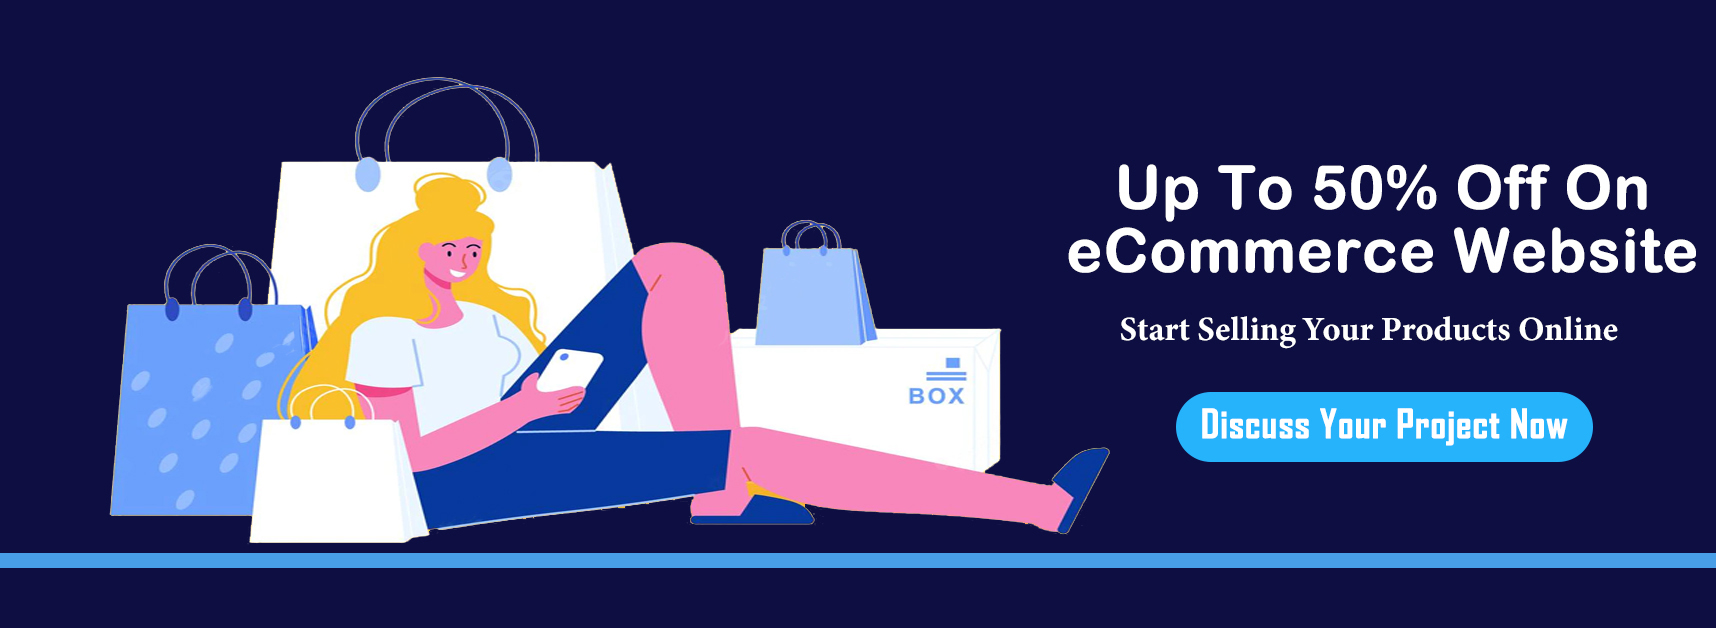 Up To 50% Off On
eCommerce Website
Start Selling Your Products Online
BOX
Discuss Your Project Now